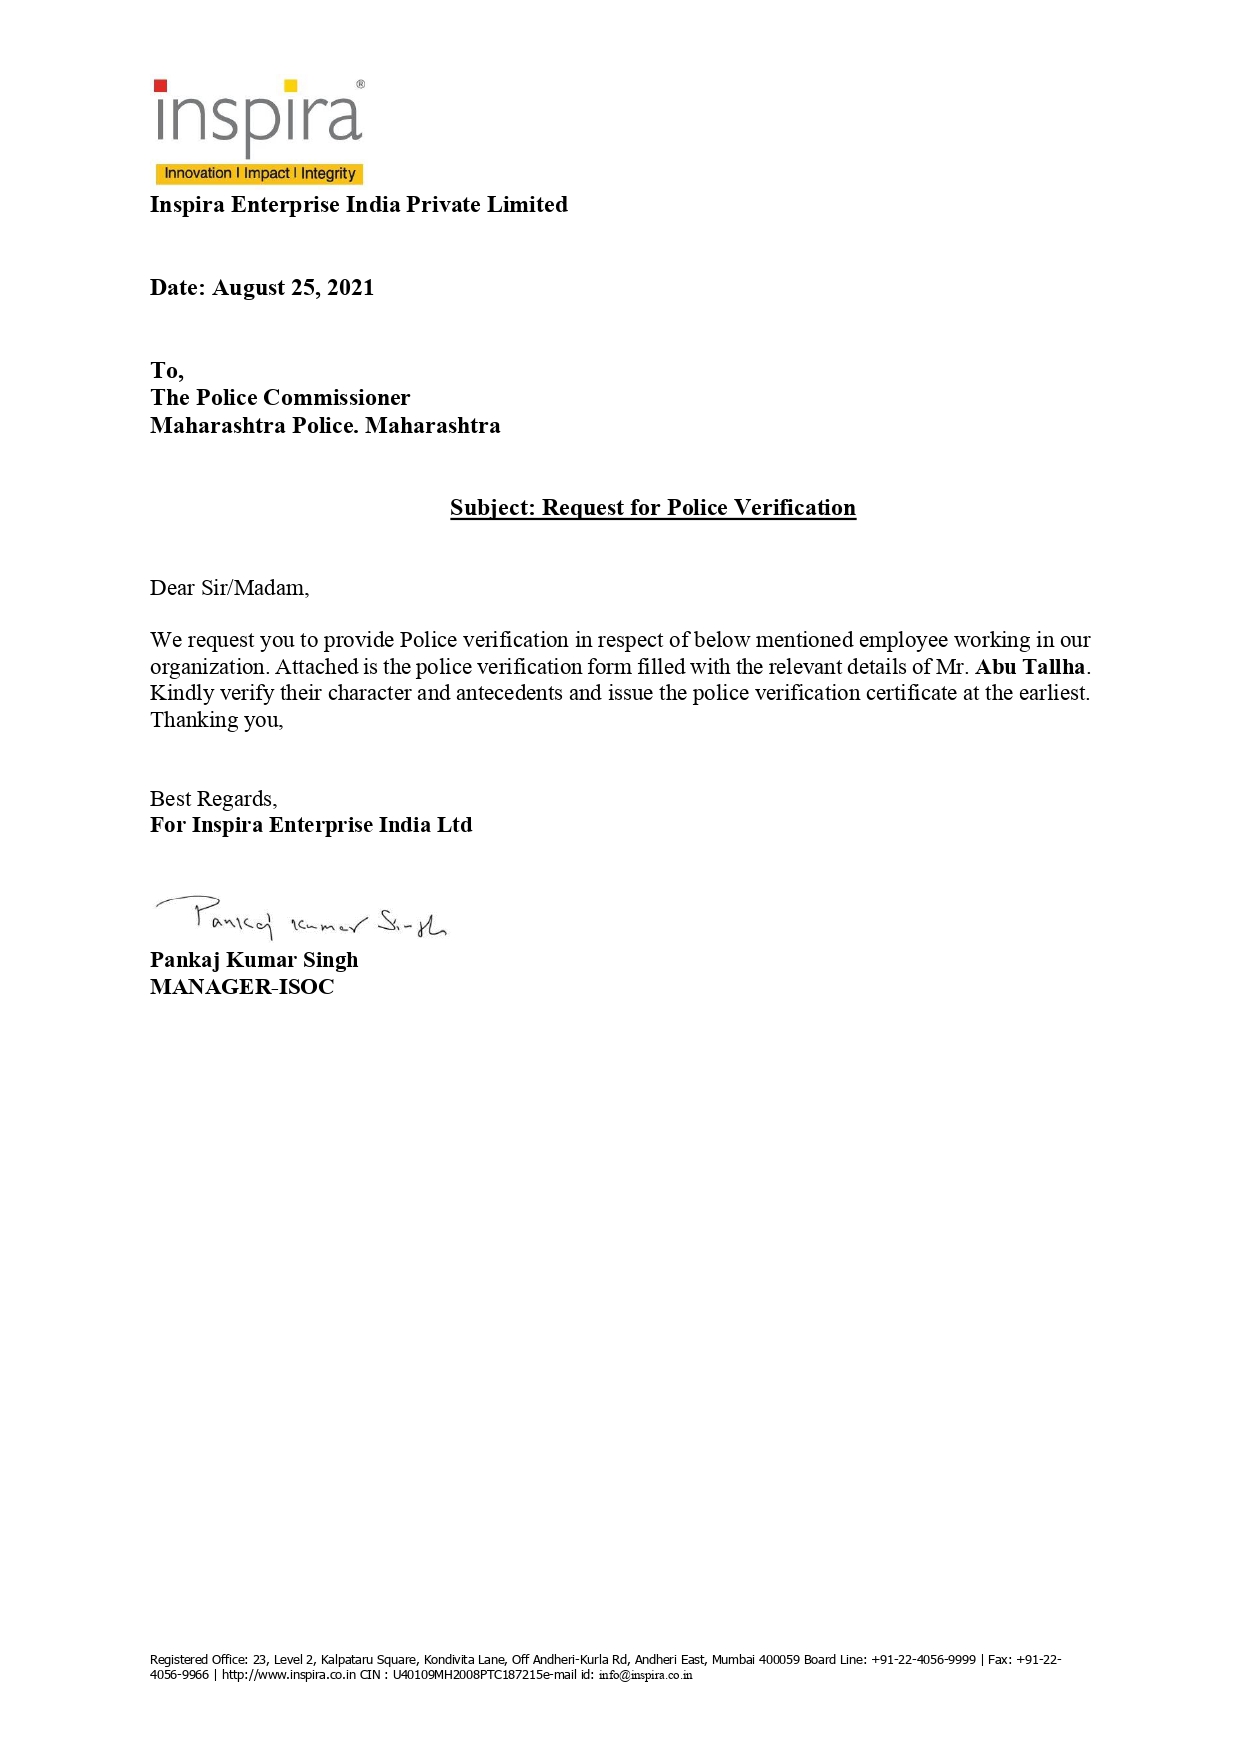 inspira®
Innovation | Impact | Integrity
Inspira Enterprise India Private Limited
Date: August 25, 2021
To,
The Police Commissioner
Maharashtra Police. Maharashtra
Subject: Request for Police Verification
Dear Sir/Madam,
We request you to provide Police verification in respect of below mentioned employee working in our
organization. Attached is the police verification form filled with the relevant details of Mr. Abu Tallha.
Kindly verify their character and antecedents and issue the police verification certificate at the earliest.
Thanking you,
Best Regards,
For Inspira Enterprise India Ltd
Pankaj Kumar Singh
Pankaj Kumar Singh
MANAGER-ISOC
Registered Office: 23, Level 2, Kalpataru Square, Kondivita Lane, Off Andheri-Kurla Rd, Andheri East, Mumbai 400059 Board Line: +91-22-4056-9999 | Fax: +91-22-
4056-9966 | http://www.inspira.co.in CIN : U40109MH2008PTC187215e-mail id: info@inspira.co.in